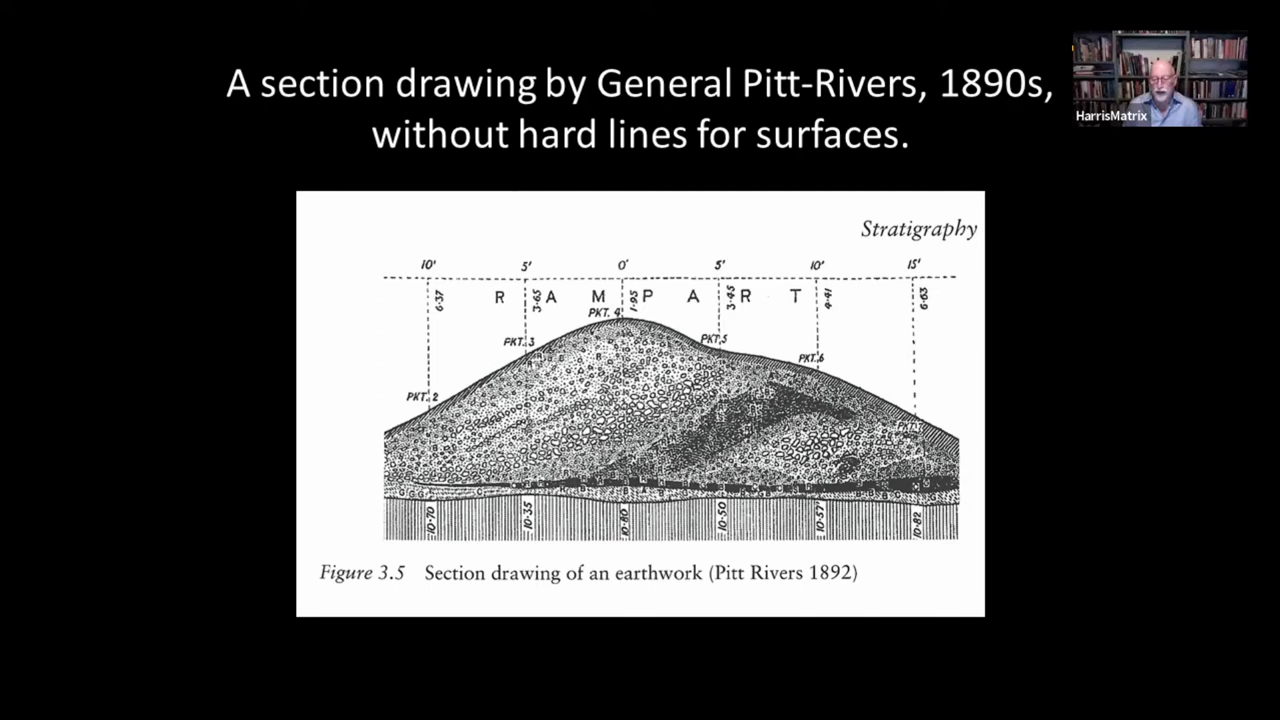 A section drawing by General Pitt-Rivers, 1890s,
without hard lines for surfaces.
HarrisMatrix
Stratigraphy
10' 5' 0' 5' 10' 15'
6·37 3·65 1·95 3·45 4·41 6·63
R A M P A R T
PKT. 4
PKT. 3 PKT. 5
PKT. 6
PKT. 2
10·70 10·35 10·80 10·50 10·57 10·82
Figure 3.5 Section drawing of an earthwork (Pitt Rivers 1892)